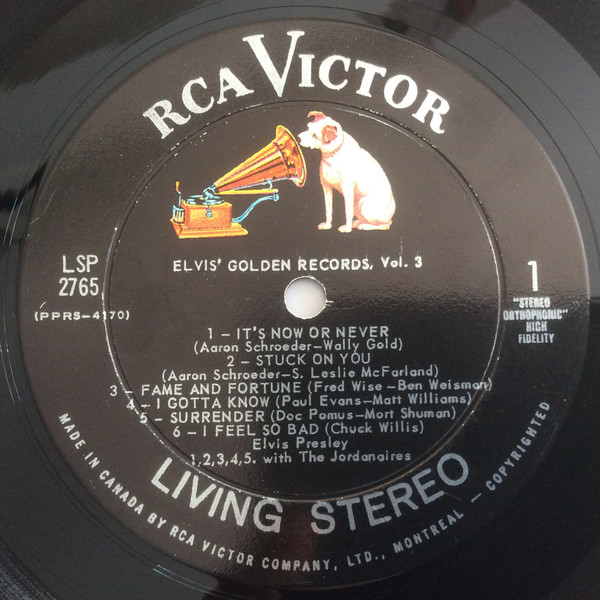 RCA VICTOR
ELVIS' GOLDEN RECORDS, Vol. 3
LSP
2765
(PPRS-4170)
1
"STEREO
ORTHOPHONIC"
HIGH
FIDELITY
1 – IT'S NOW OR NEVER
(Aaron Schroeder–Wally Gold)
2 – STUCK ON YOU
(Aaron Schroeder–S. Leslie McFarland)
3 – FAME AND FORTUNE (Fred Wise – Ben Weisman)
4 – I GOTTA KNOW (Paul Evans–Matt Williams)
5 – SURRENDER (Doc Pomus–Mort Shuman)
6 – I FEEL SO BAD (Chuck Willis)
Elvis Presley
1,2,3,4,5. with The Jordanaires
LIVING STEREO
MADE IN CANADA BY RCA VICTOR COMPANY, LTD., MONTREAL – COPYRIGHTED